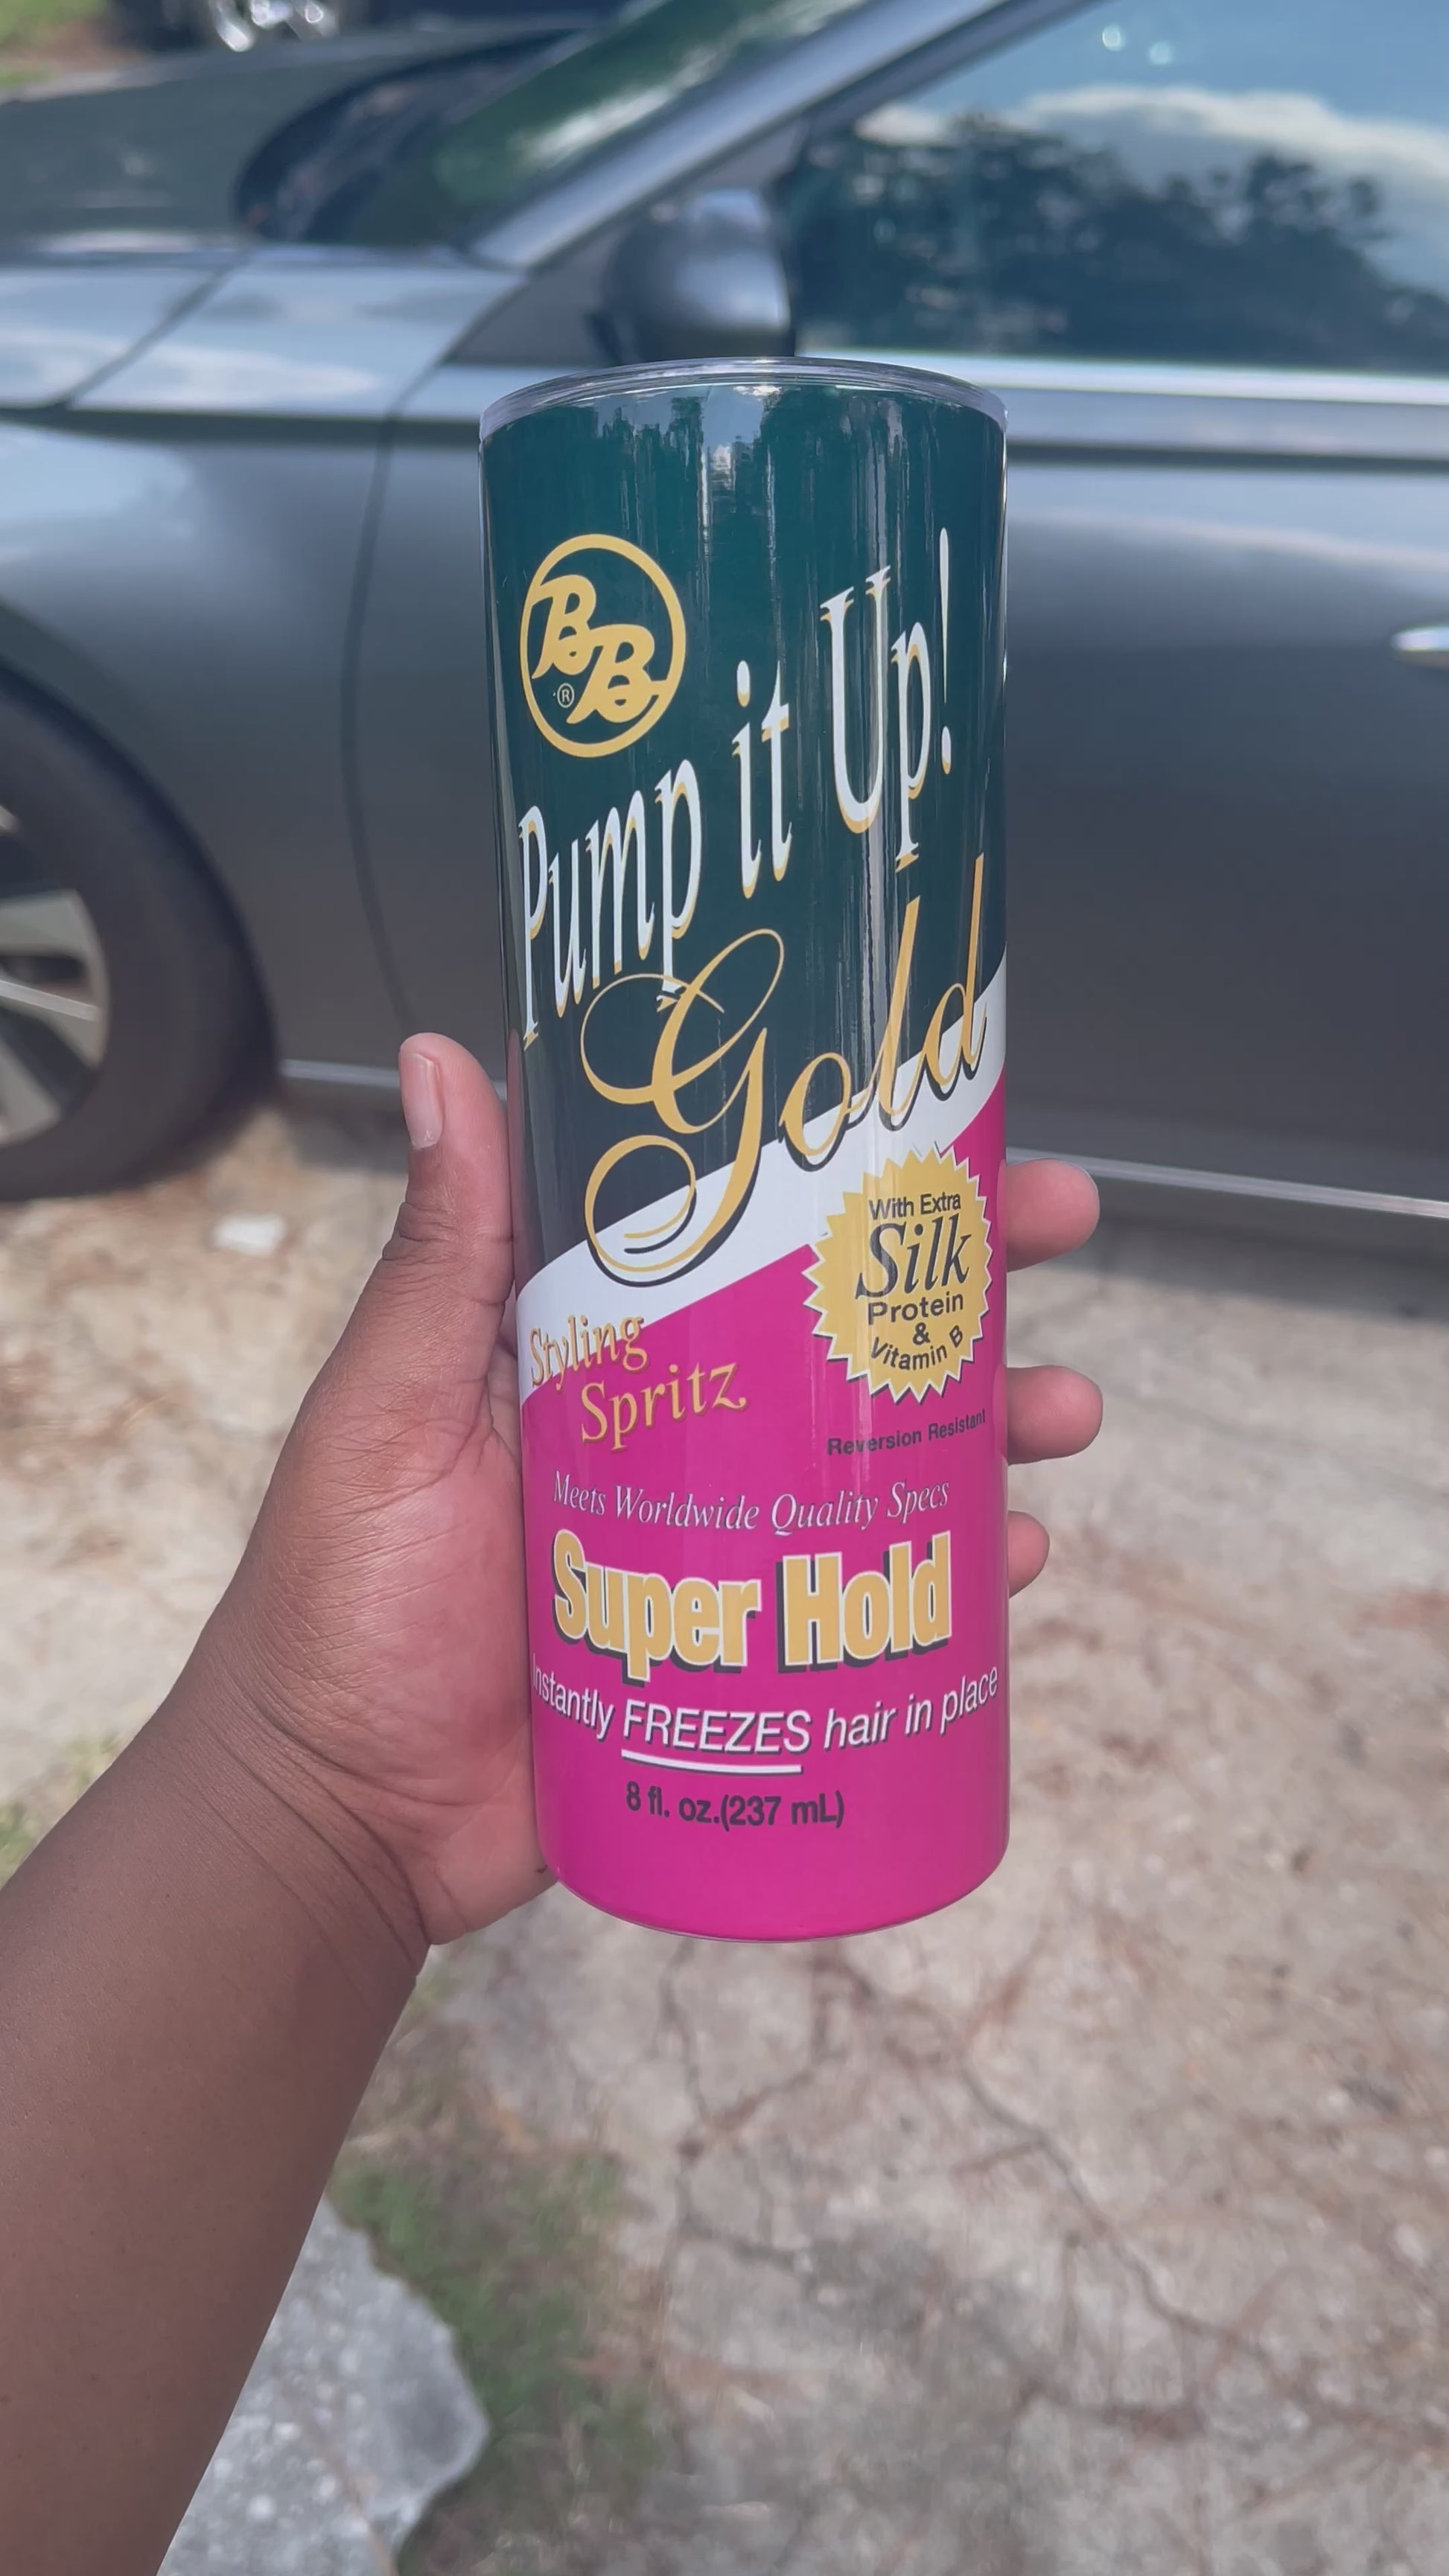 BB
®
Pump it Up!
Gold
With Extra
Silk
Protein
&
Vitamin B
Styling
Spritz
Reversion Resistant
Meets Worldwide Quality Specs
Super Hold
Instantly FREEZES hair in place
8 fl. oz.(237 mL)